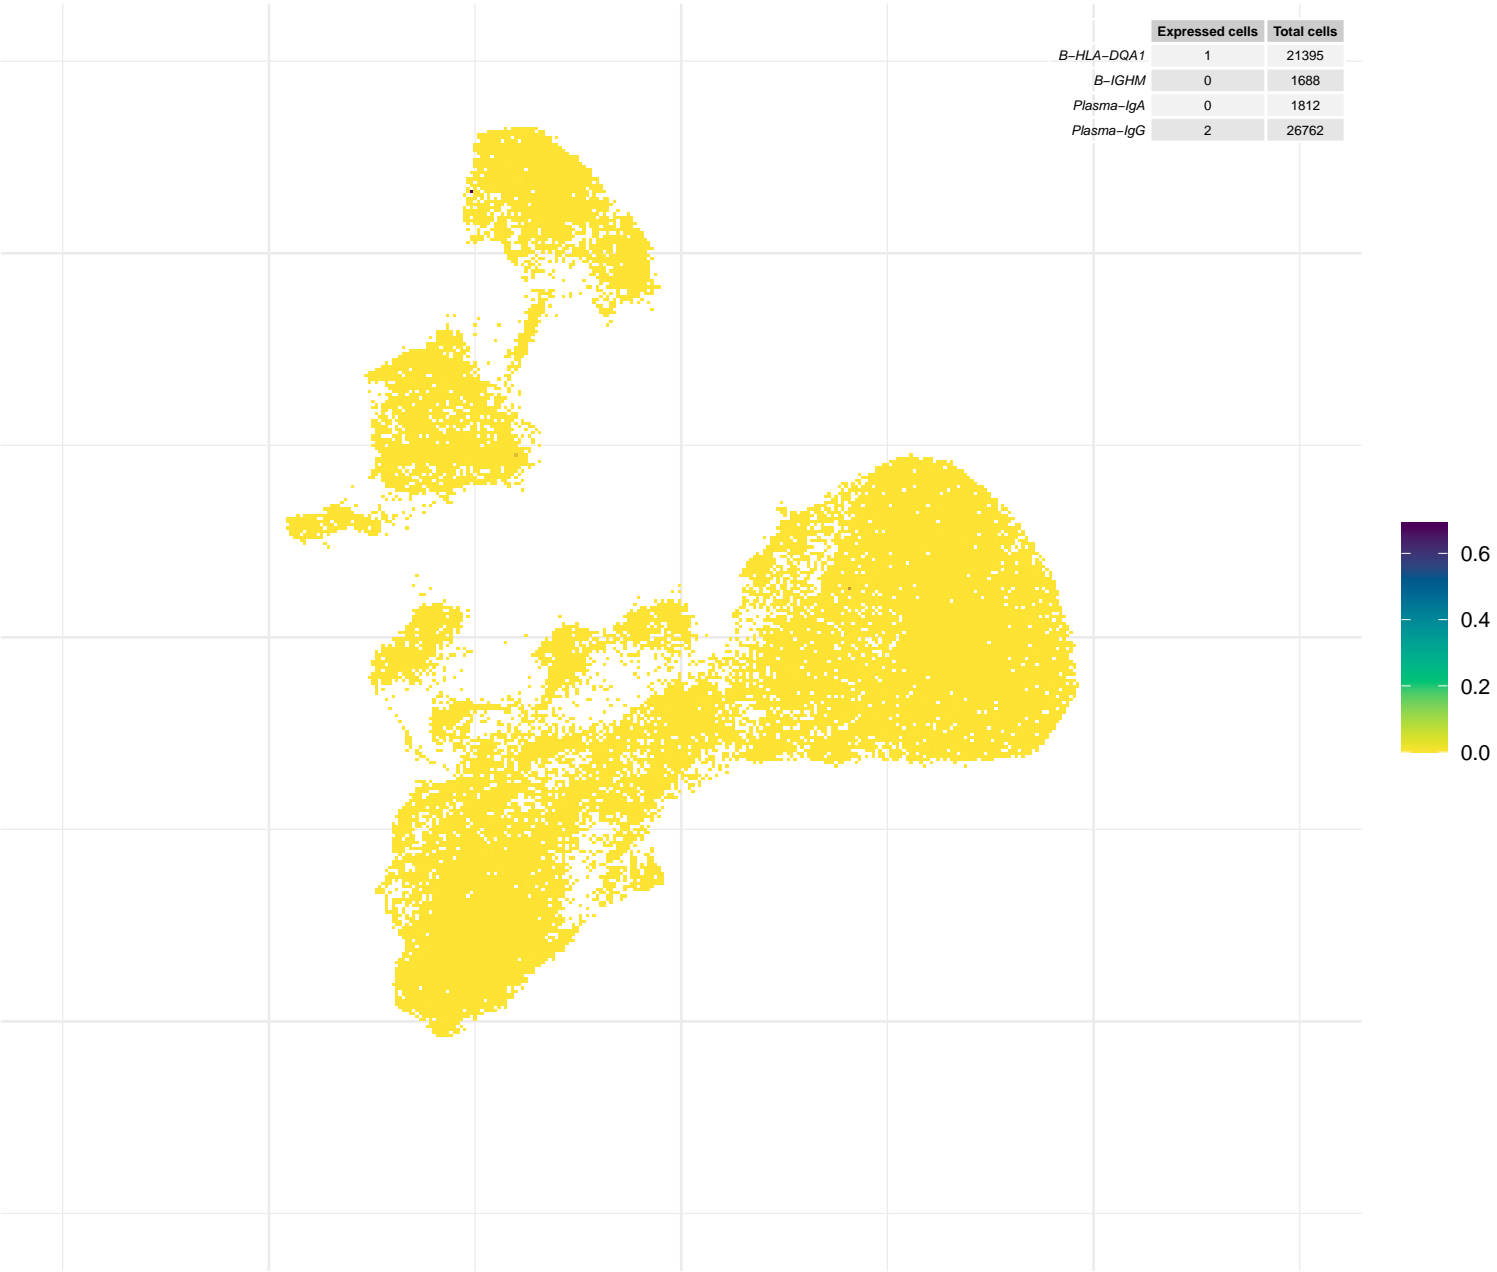 Expressed cells Total cells
B−HLA−DQA1 1 21395
B−IGHM 0 1688
Plasma−IgA 0 1812
Plasma−IgG 2 26762
0.6
0.4
0.2
0.0